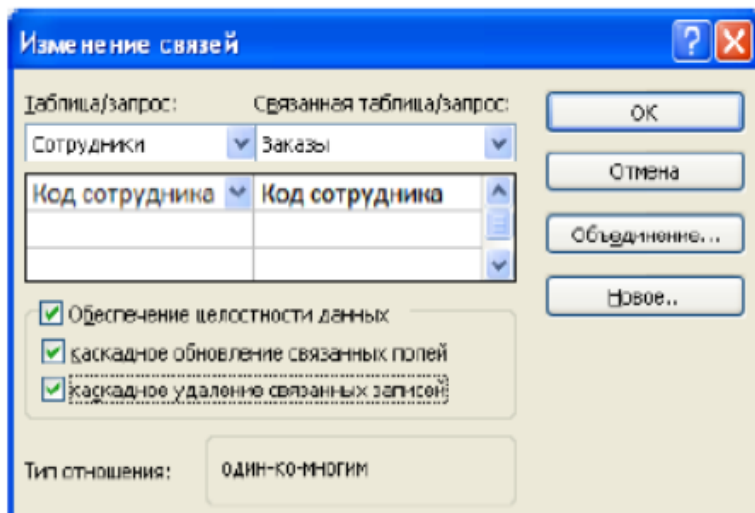 Изменение связей
Таблица/запрос: Связанная таблица/запрос:
Сотрудники Заказы
Код сотрудника Код сотрудника
Обеспечение целостности данных
каскадное обновление связанных полей
каскадное удаление связанных записей
Тип отношения: один-ко-многим
ОК
Отмена
Объединение...
Новое..